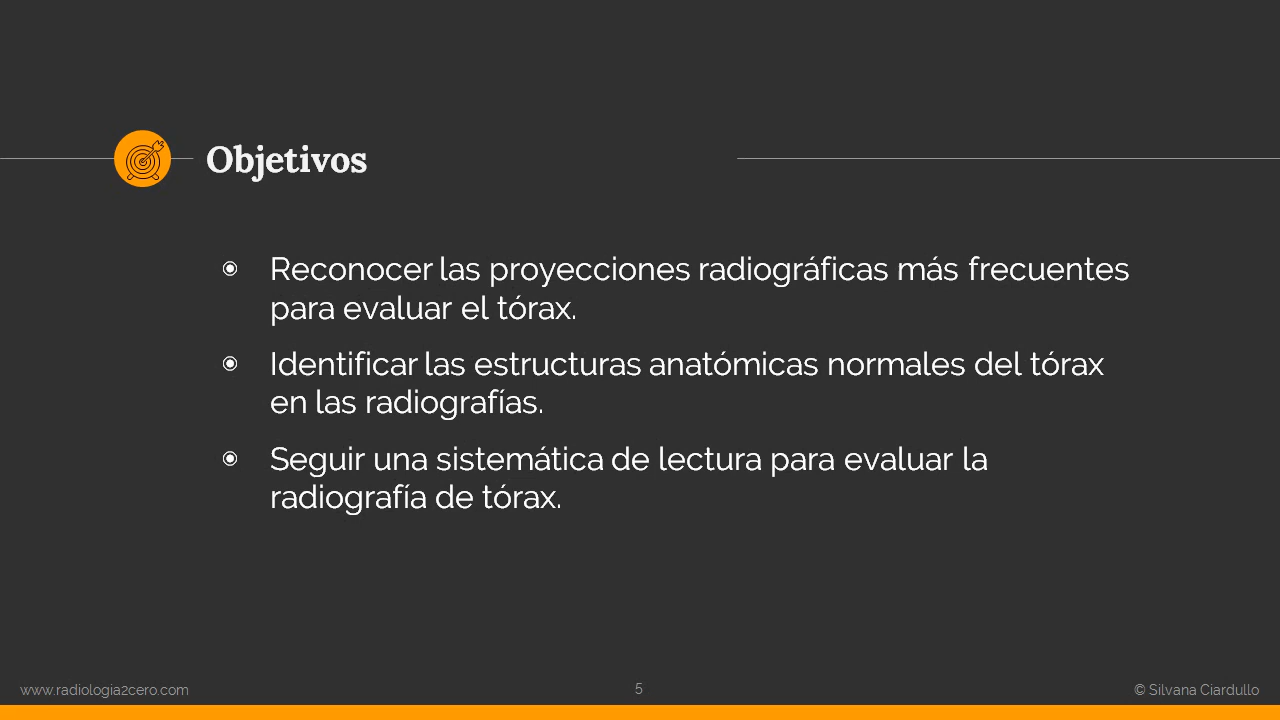 Objetivos
◉ Reconocer las proyecciones radiográficas más frecuentes
para evaluar el tórax.
◉ Identificar las estructuras anatómicas normales del tórax
en las radiografías.
◉ Seguir una sistemática de lectura para evaluar la
radiografía de tórax.
www.radiologia2cero.com
5
© Silvana Ciardullo